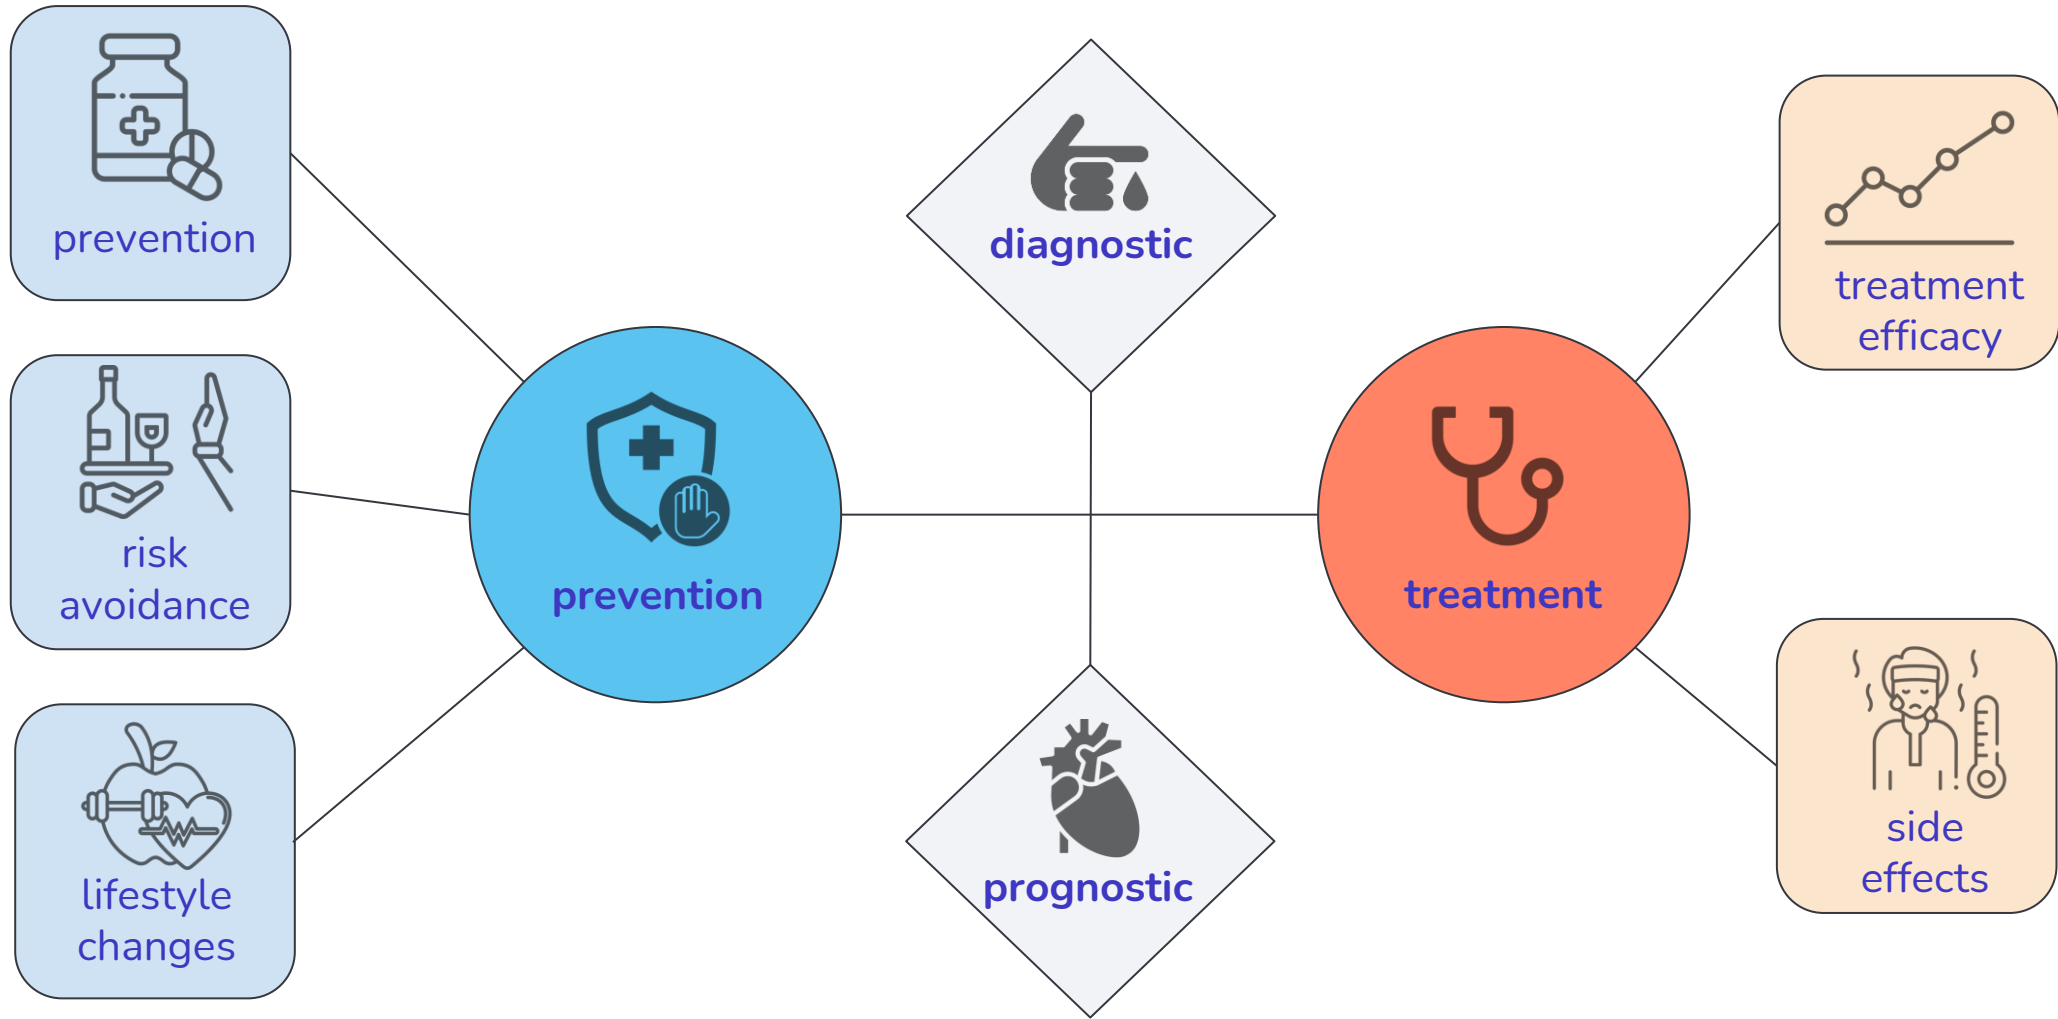 prevention
risk
avoidance
lifestyle
changes
prevention
diagnostic
prognostic
treatment
treatment
efficacy
side
effects